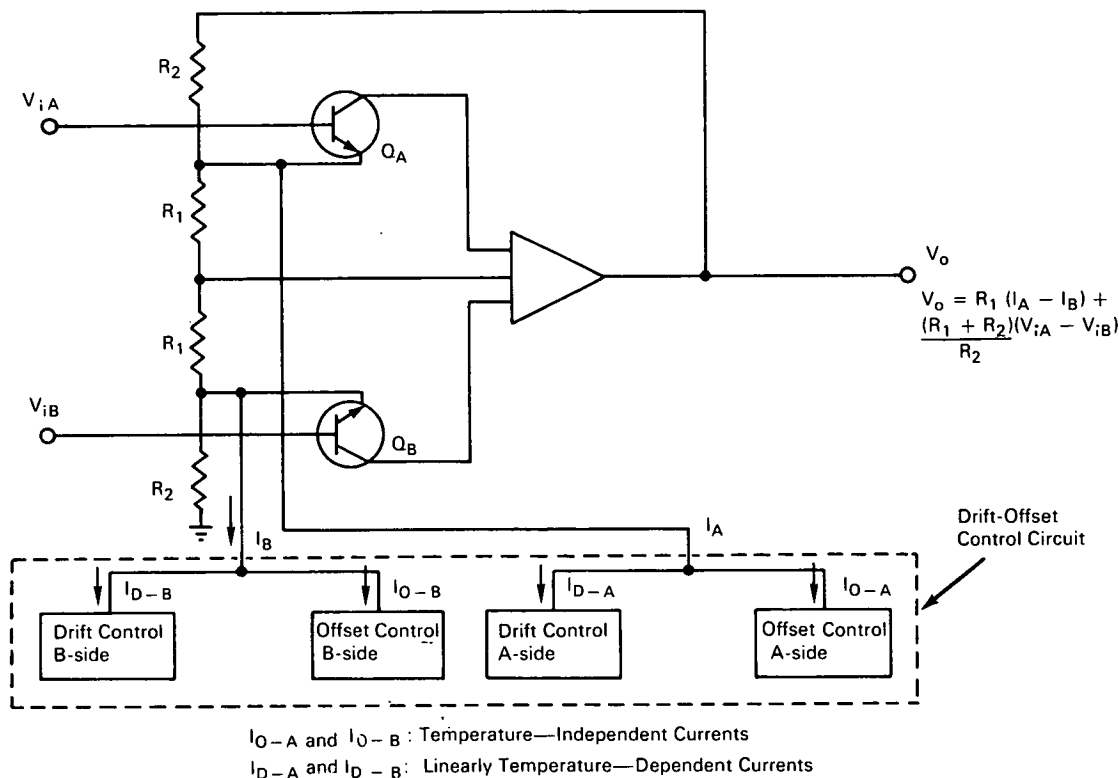 R2
ViA
QA
R1
Vo
Vo = R1 (IA − IB) +
(R1 + R2)(ViA − ViB)
R2
R1
ViB
QB
R2
Drift-Offset
Control Circuit
IB
IA
ID−B
IO−B
ID−A
IO−A
Drift Control
B-side
Offset Control
B-side
Drift Control
A-side
Offset Control
A-side
IO−A and IO−B: Temperature—Independent Currents
ID−A and ID−B: Linearly Temperature—Dependent Currents